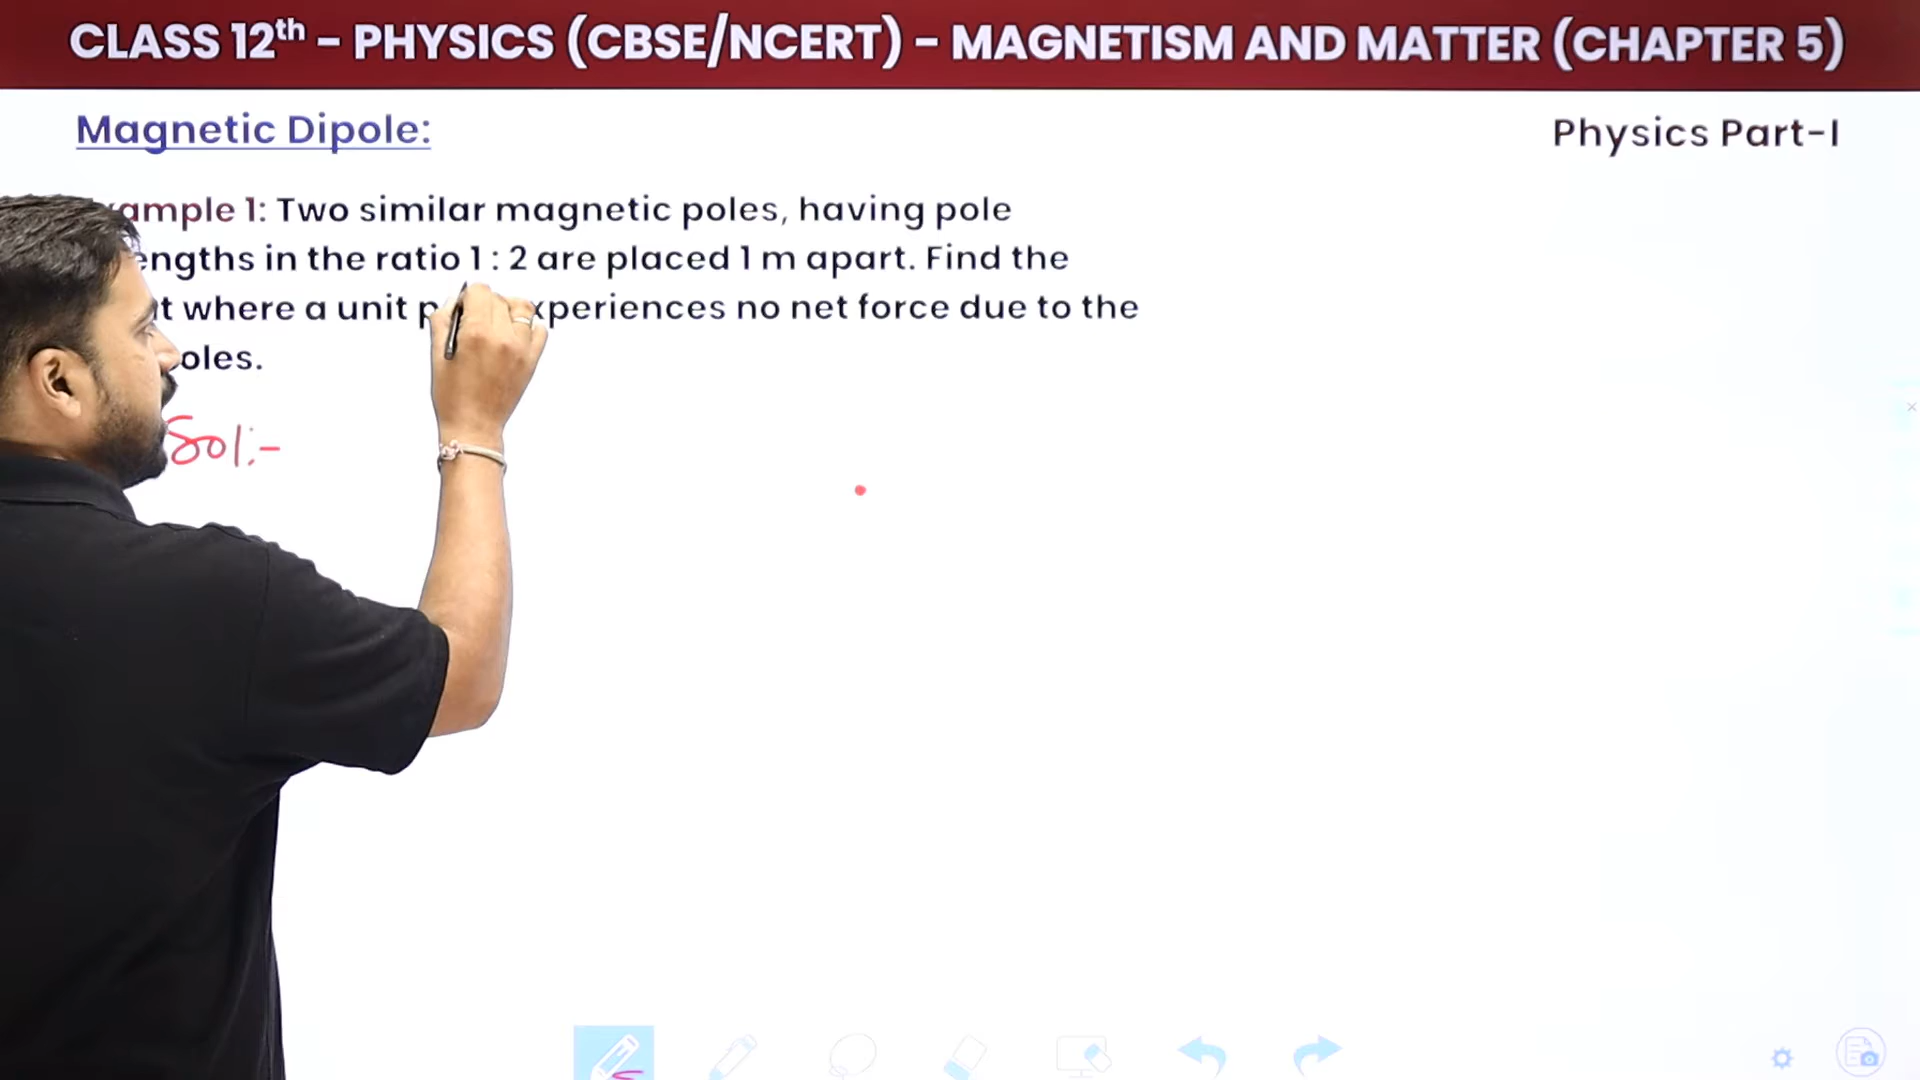 CLASS 12th - PHYSICS (CBSE/NCERT) - MAGNETISM AND MATTER (CHAPTER 5)
Magnetic Dipole:
Physics Part-I
ample 1: Two similar magnetic poles, having pole
engths in the ratio 1 : 2 are placed 1 m apart. Find the
t where a unit p xperiences no net force due to the
oles.
Sol:-